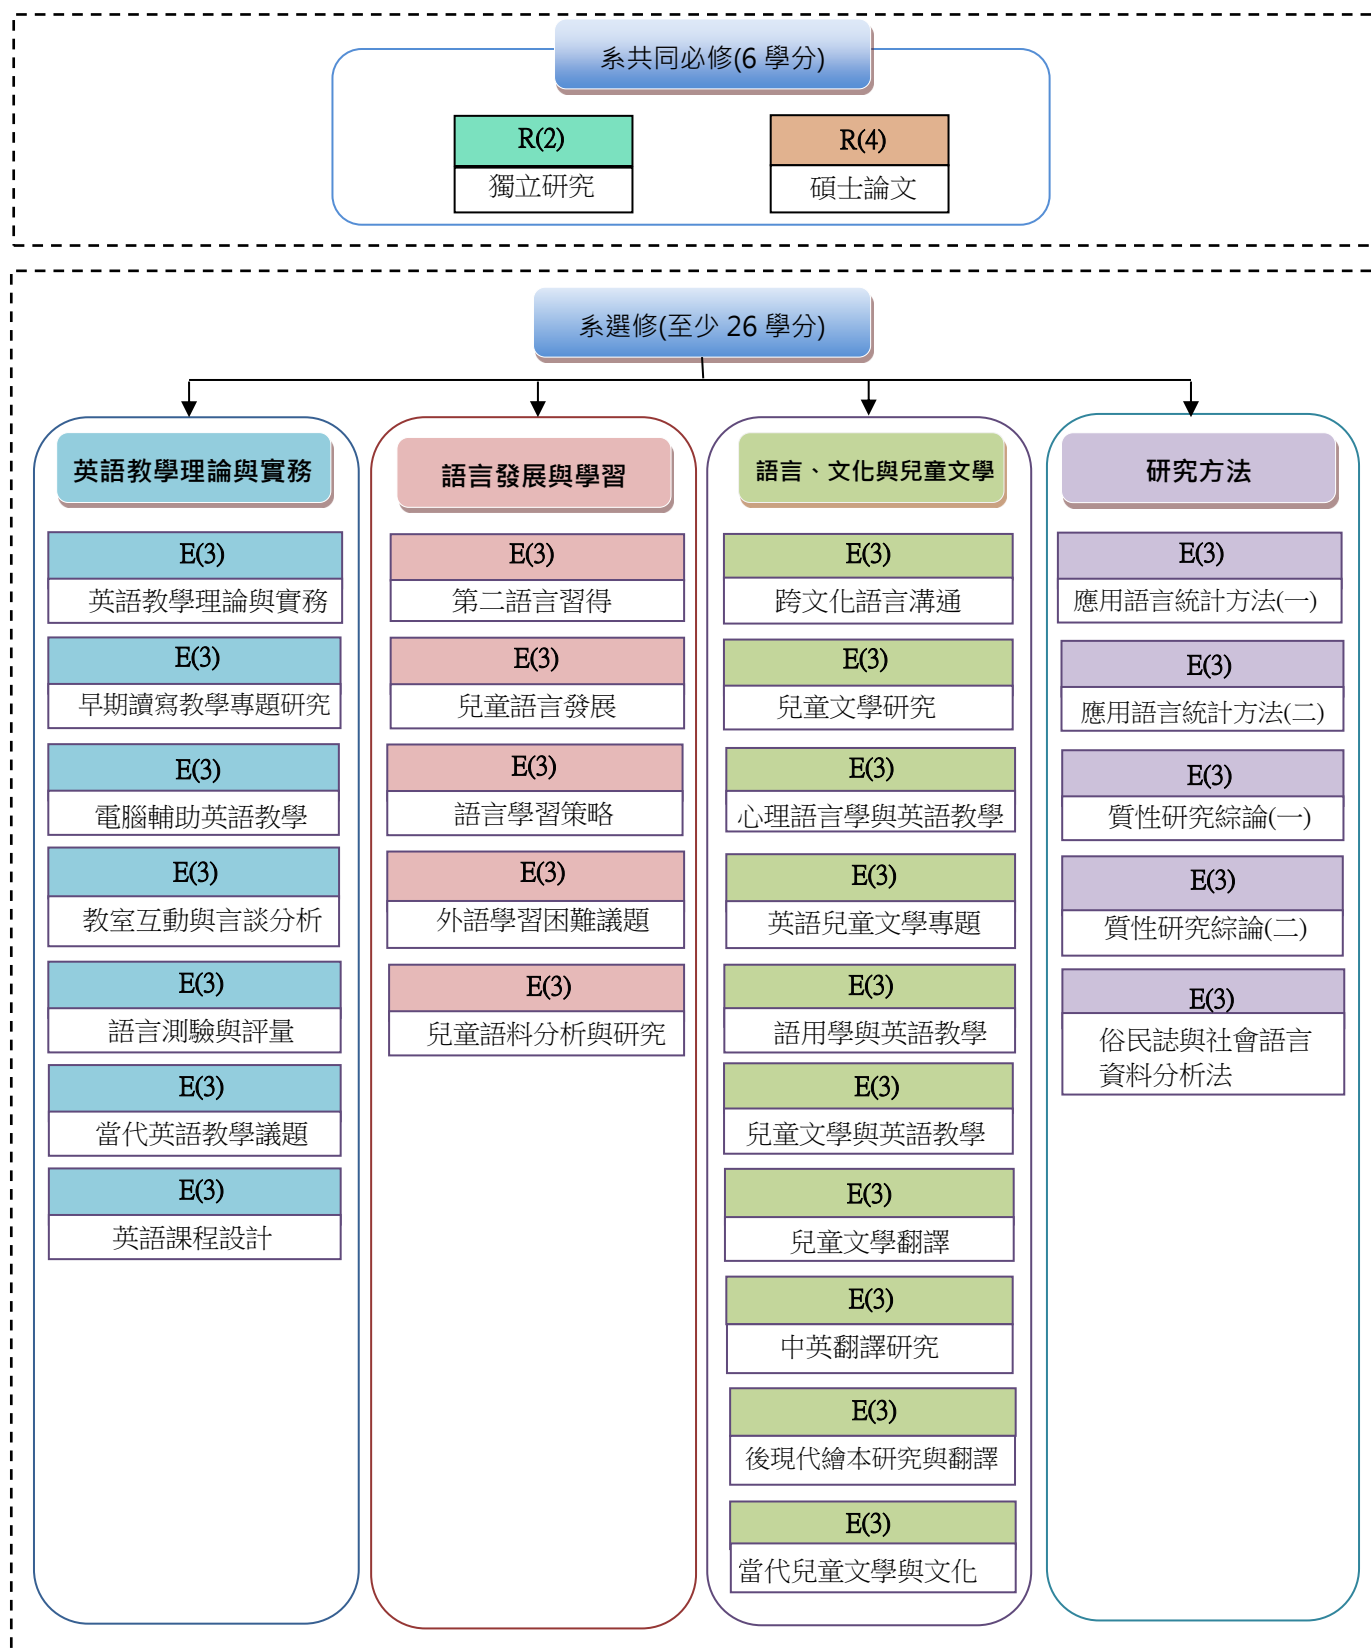 系共同必修(6 學分)
R(2)
獨立研究
R(4)
碩士論文
系選修(至少 26 學分)
英語教學理論與實務
E(3)
英語教學理論與實務
E(3)
早期讀寫教學專題研究
E(3)
電腦輔助英語教學
E(3)
教室互動與言談分析
E(3)
語言測驗與評量
E(3)
當代英語教學議題
E(3)
英語課程設計
語言發展與學習
E(3)
第二語言習得
E(3)
兒童語言發展
E(3)
語言學習策略
E(3)
外語學習困難議題
E(3)
兒童語料分析與研究
語言、文化與兒童文學
E(3)
跨文化語言溝通
E(3)
兒童文學研究
E(3)
心理語言學與英語教學
E(3)
英語兒童文學專題
E(3)
語用學與英語教學
E(3)
兒童文學與英語教學
E(3)
兒童文學翻譯
E(3)
中英翻譯研究
E(3)
後現代繪本研究與翻譯
E(3)
當代兒童文學與文化
研究方法
E(3)
應用語言統計方法(一)
E(3)
應用語言統計方法(二)
E(3)
質性研究綜論(一)
E(3)
質性研究綜論(二)
E(3)
俗民誌與社會語言
資料分析法